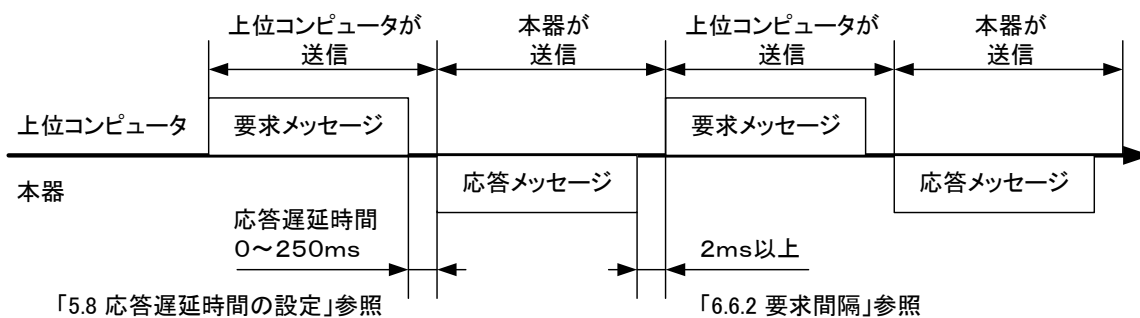 上位コンピュータが
送信
本器が
送信
上位コンピュータが
送信
本器が
送信
上位コンピュータ
要求メッセージ
要求メッセージ
本器
応答メッセージ
応答メッセージ
応答遅延時間
0～250ms
2ms以上
「5.8 応答遅延時間の設定」参照
「6.6.2 要求間隔」参照